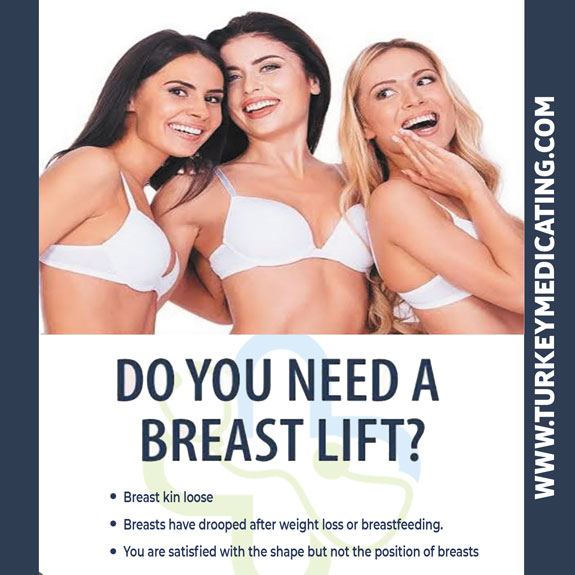 DO YOU NEED A
BREAST LIFT?
• Breast kin loose
• Breasts have drooped after weight loss or breastfeeding.
• You are satisfied with the shape but not the position of breasts
WWW.TURKEYMEDICATING.COM